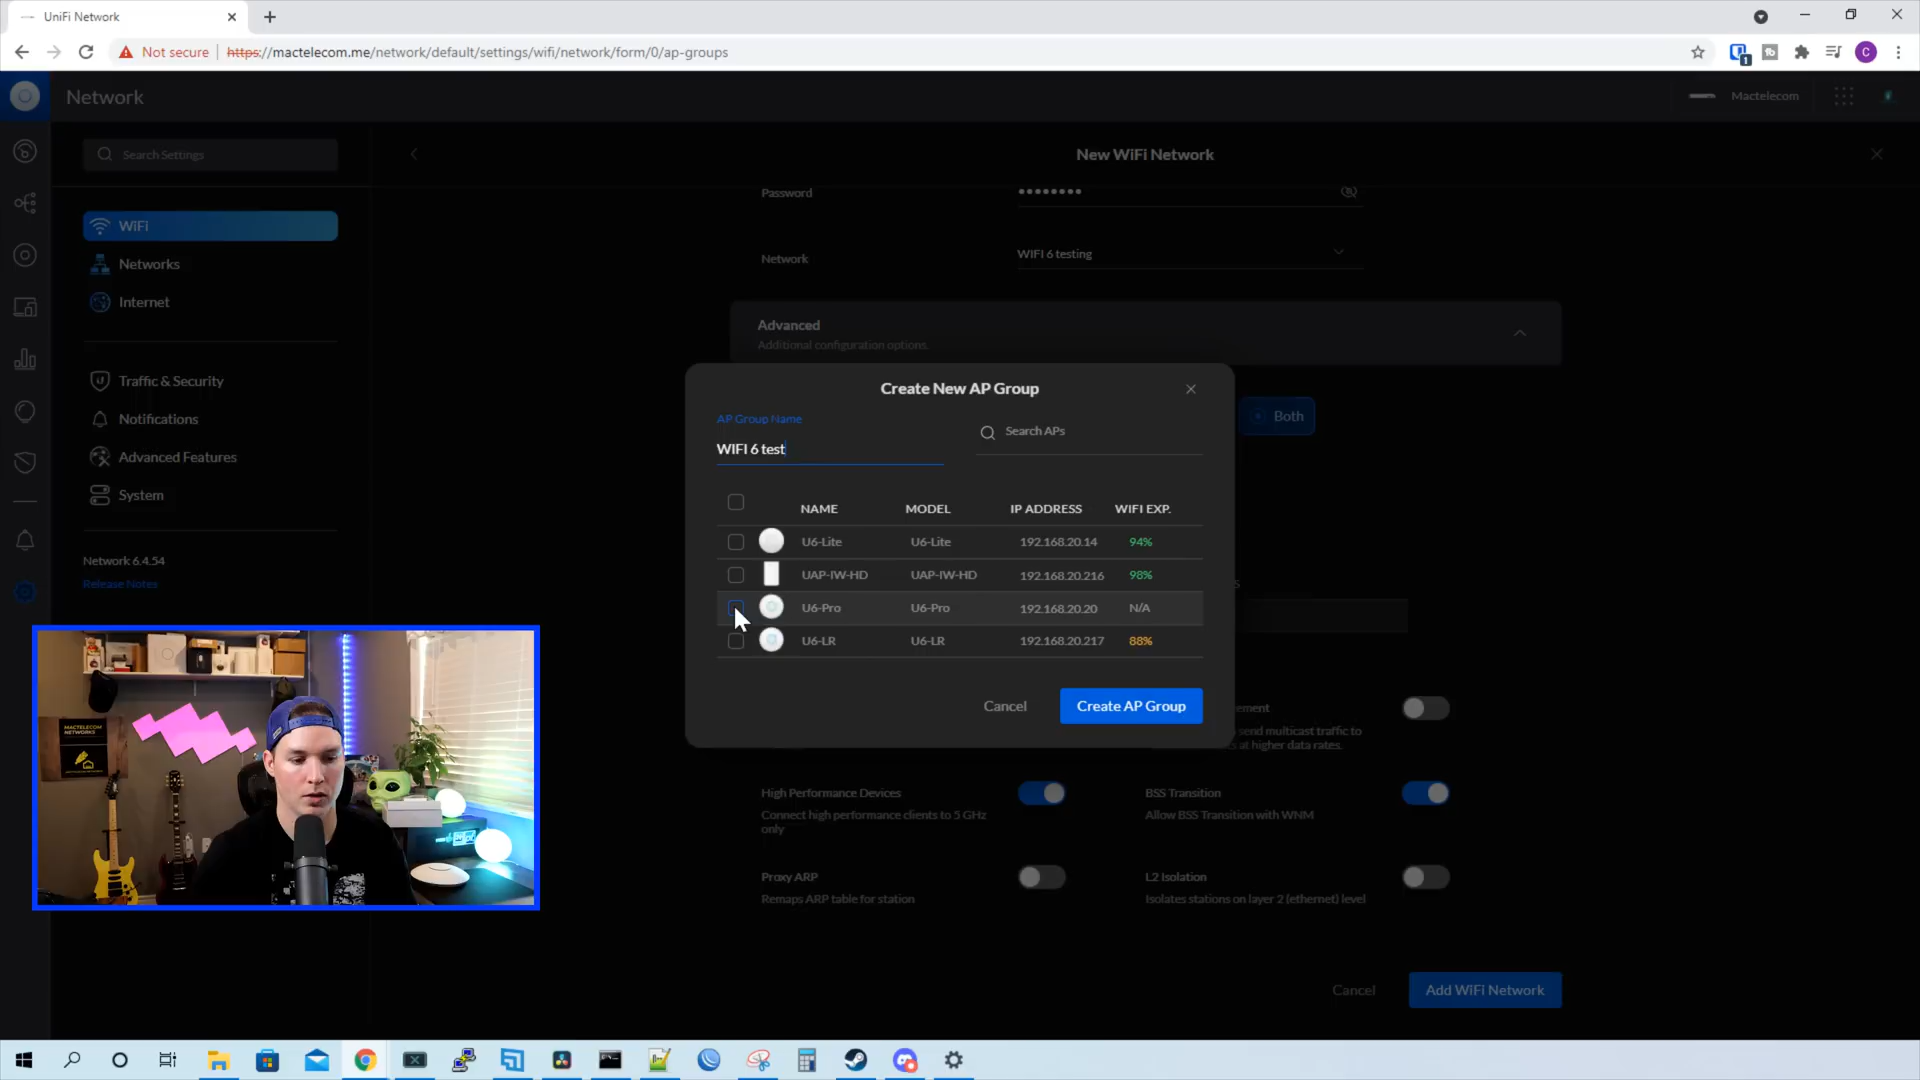 UniFi Network
Not secure
https://mactelecom.me/network/default/settings/wifi/network/form/0/ap-groups
1
C
Network
Mactelecom
Search Settings
New WiFi Network
Password
••••••••
WiFi
Networks
Internet
Network
WIFI 6 testing
Advanced
Additional configuration options.
Traffic & Security
Notifications
Advanced Features
System
Network 6.4.54
Release Notes
Create New AP Group
AP Group Name
WIFI 6 test
Search APs
Both
NAME MODEL IP ADDRESS WIFI EXP.
U6-Lite U6-Lite 192.168.20.14 94%
UAP-IW-HD UAP-IW-HD 192.168.20.216 98%
U6-Pro U6-Pro 192.168.20.20 N/A
U6-LR U6-LR 192.168.20.217 88%
Cancel
Create AP Group
ement
send multicast traffic to
at higher data rates.
High Performance Devices
Connect high performance clients to 5 GHz
only
BSS Transition
Allow BSS Transition with WNM
Proxy ARP
Remaps ARP table for station
L2 Isolation
Isolates stations on layer 2 (ethernet) level
MACTELECOM
NETWORKS
Cancel
Add WiFi Network